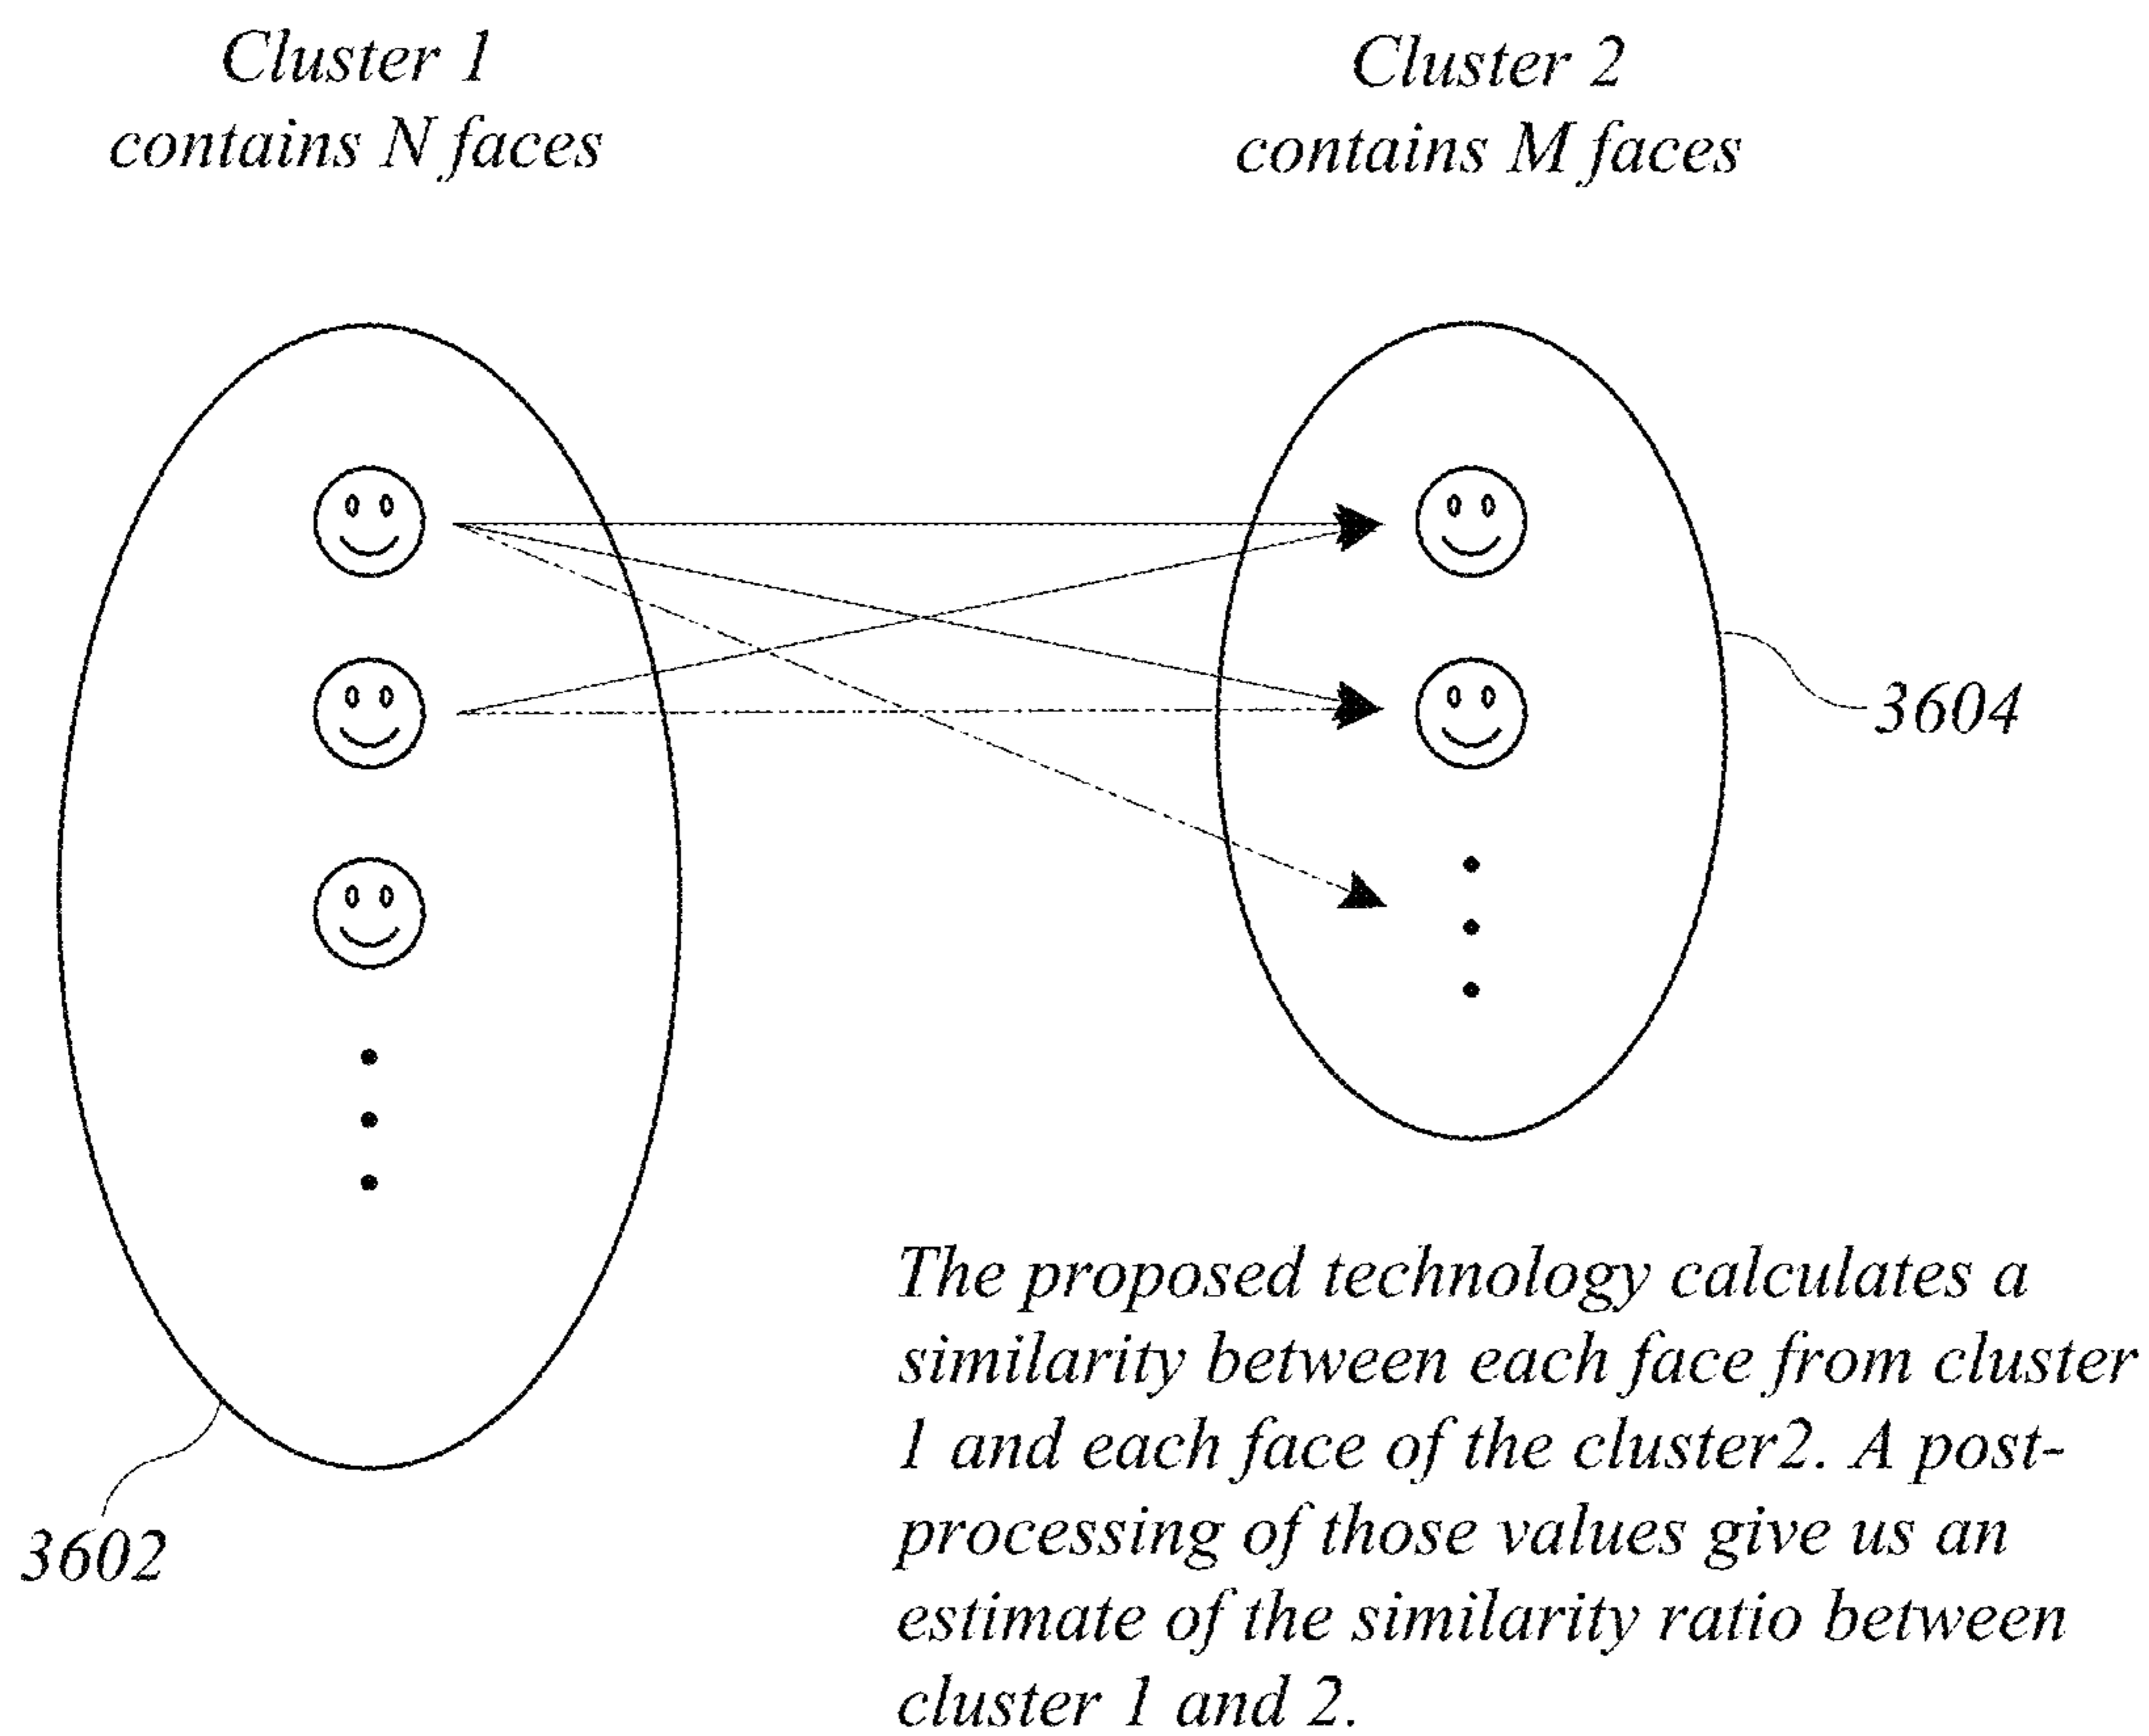 Cluster 1
contains N faces
Cluster 2
contains M faces
3604
3602
The proposed technology calculates a
similarity between each face from cluster
1 and each face of the cluster2. A post-
processing of those values give us an
estimate of the similarity ratio between
cluster 1 and 2.